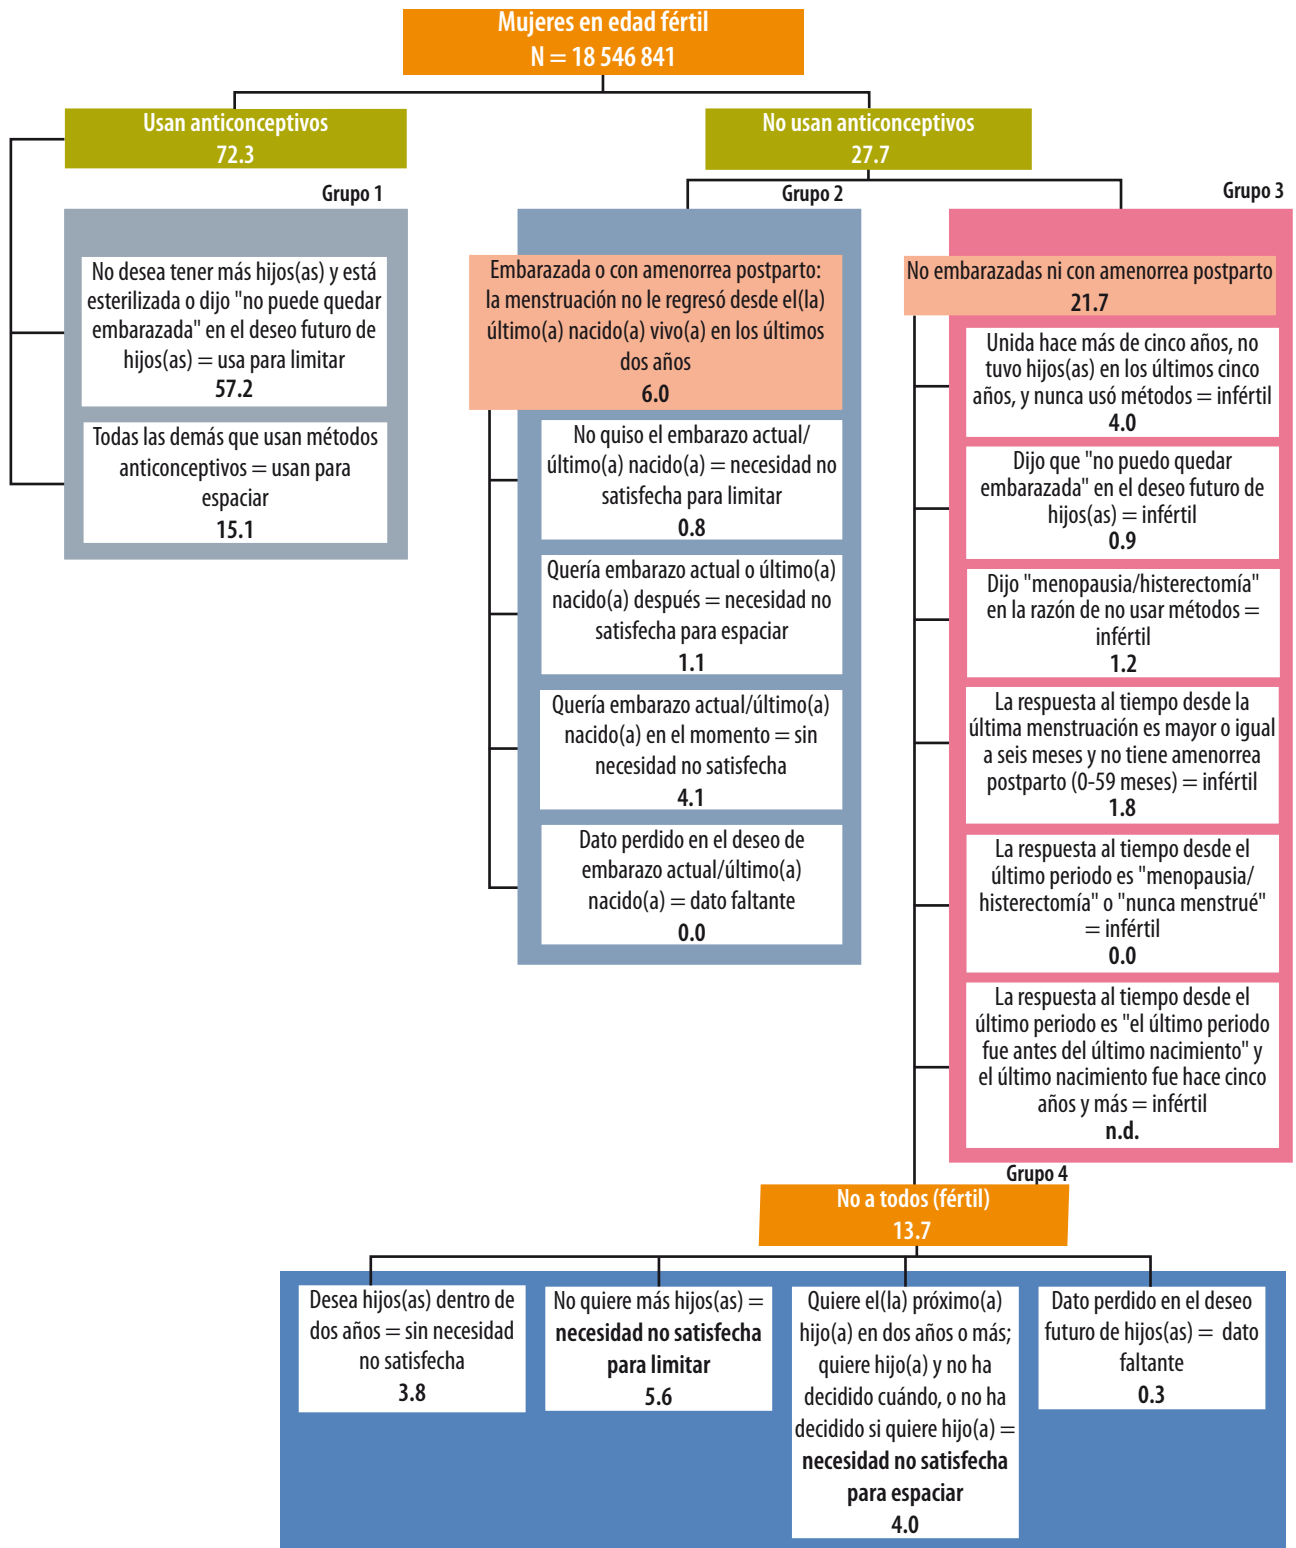 Mujeres en edad fértil
N = 18 546 841
Usan anticonceptivos
72.3
No usan anticonceptivos
27.7
Grupo 1
No desea tener más hijos(as) y está
esterilizada o dijo "no puede quedar
embarazada" en el deseo futuro de
hijos(as) = usa para limitar
57.2
Todas las demás que usan métodos
anticonceptivos = usan para
espaciar
15.1
Grupo 2
Embarazada o con amenorrea postparto:
la menstruación no le regresó desde el(la)
último(a) nacido(a) vivo(a) en los últimos
dos años
6.0
No quiso el embarazo actual/
último(a) nacido(a) = necesidad no
satisfecha para limitar
0.8
Quería embarazo actual o último(a)
nacido(a) después = necesidad no
satisfecha para espaciar
1.1
Quería embarazo actual/último(a)
nacido(a) en el momento = sin
necesidad no satisfecha
4.1
Dato perdido en el deseo de
embarazo actual/último(a)
nacido(a) = dato faltante
0.0
Grupo 3
No embarazadas ni con amenorrea postparto
21.7
Unida hace más de cinco años, no
tuvo hijos(as) en los últimos cinco
años, y nunca usó métodos = infértil
4.0
Dijo que "no puedo quedar
embarazada" en el deseo futuro de
hijos(as) = infértil
0.9
Dijo "menopausia/histerectomía"
en la razón de no usar métodos =
infértil
1.2
La respuesta al tiempo desde la
última menstruación es mayor o igual
a seis meses y no tiene amenorrea
postparto (0-59 meses) = infértil
1.8
La respuesta al tiempo desde el
último periodo es "menopausia/
histerectomía" o "nunca menstrué"
= infértil
0.0
La respuesta al tiempo desde el
último periodo es "el último periodo
fue antes del último nacimiento" y
el último nacimiento fue hace cinco
años y más = infértil
n.d.
Grupo 4
No a todos (fértil)
13.7
Desea hijos(as) dentro de
dos años = sin necesidad
no satisfecha
3.8
No quiere más hijos(as) =
necesidad no satisfecha
para limitar
5.6
Quiere el(la) próximo(a)
hijo(a) en dos años o más;
quiere hijo(a) y no ha
decidido cuándo, o no ha
decidido si quiere hijo(a) =
necesidad no satisfecha
para espaciar
4.0
Dato perdido en el deseo
futuro de hijos(as) = dato
faltante
0.3